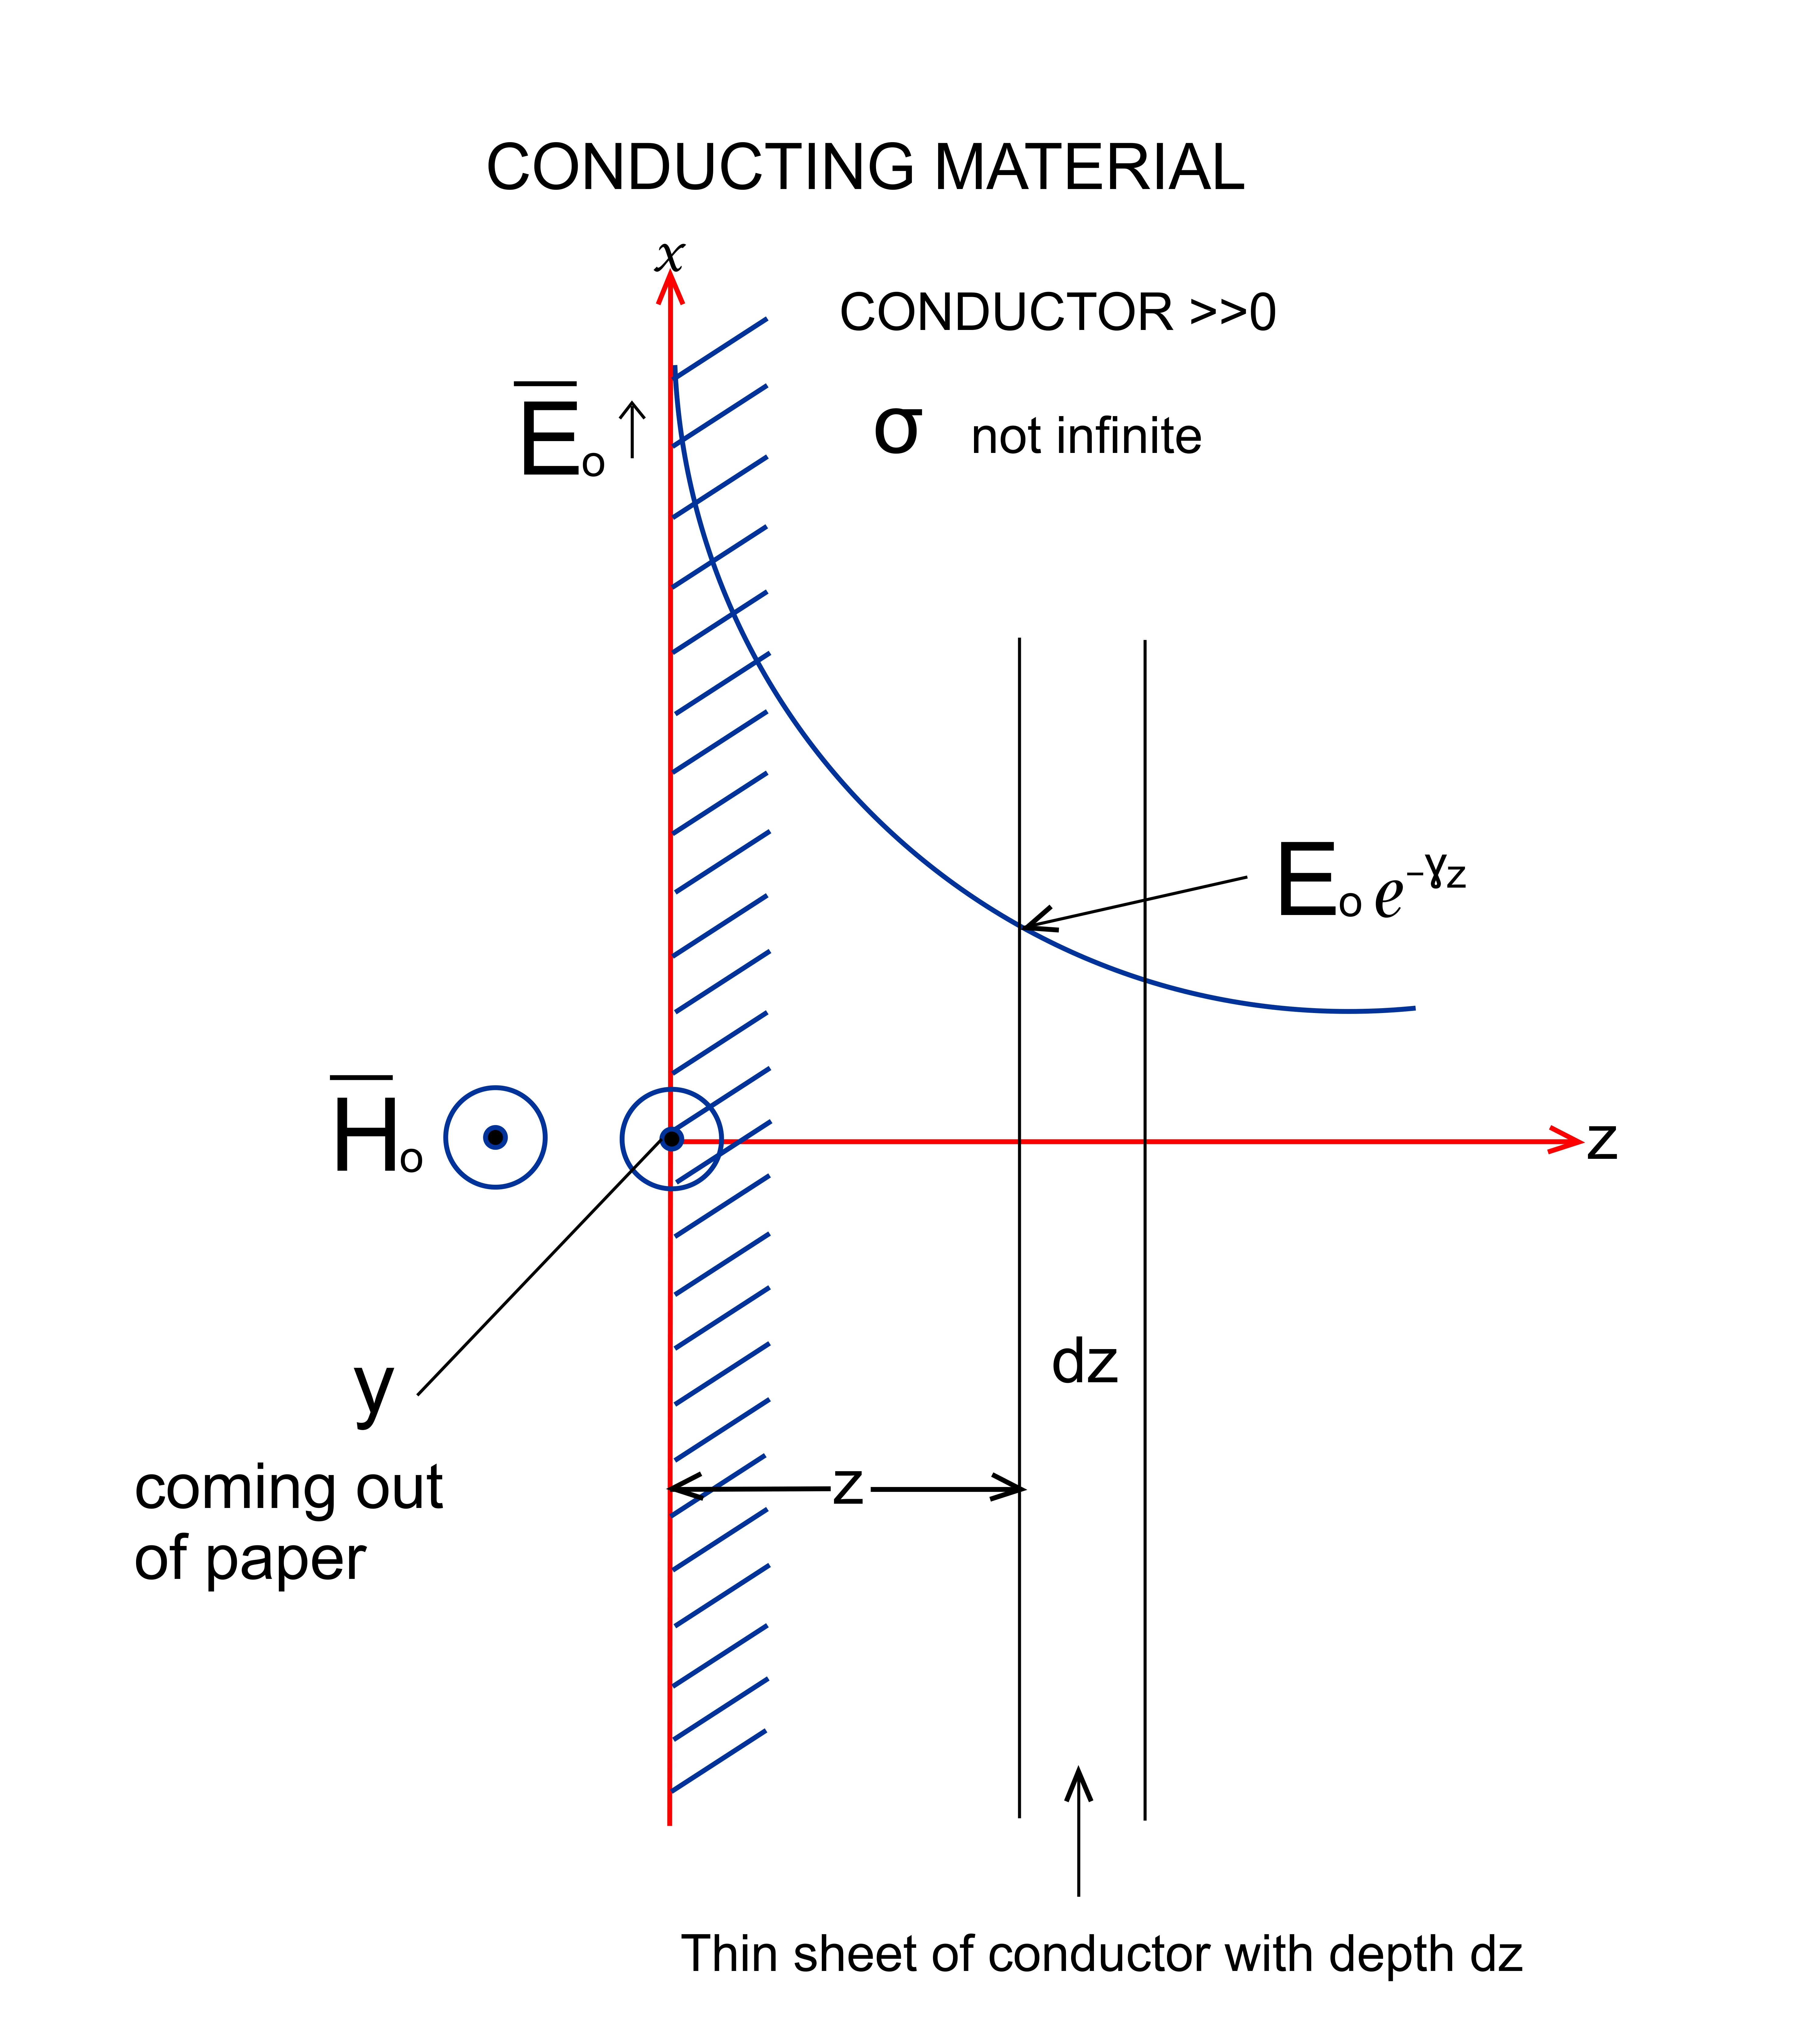 CONDUCTING MATERIAL
x
CONDUCTOR >>0
E̅o ↑
σ not infinite
Eo e^-γz
H̅o
z
y
coming out
of paper
dz
z
Thin sheet of conductor with depth dz